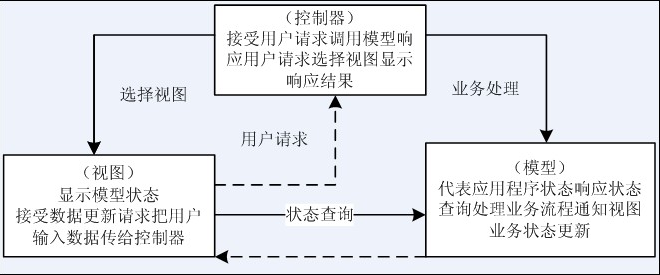 （控制器）
接受用户请求调用模型响
应用户请求选择视图显示
响应结果
选择视图
业务处理
用户请求
（视图）
显示模型状态
接受数据更新请求把用户
输入数据传给控制器
状态查询
（模型）
代表应用程序状态响应状态
查询处理业务流程通知视图
业务状态更新